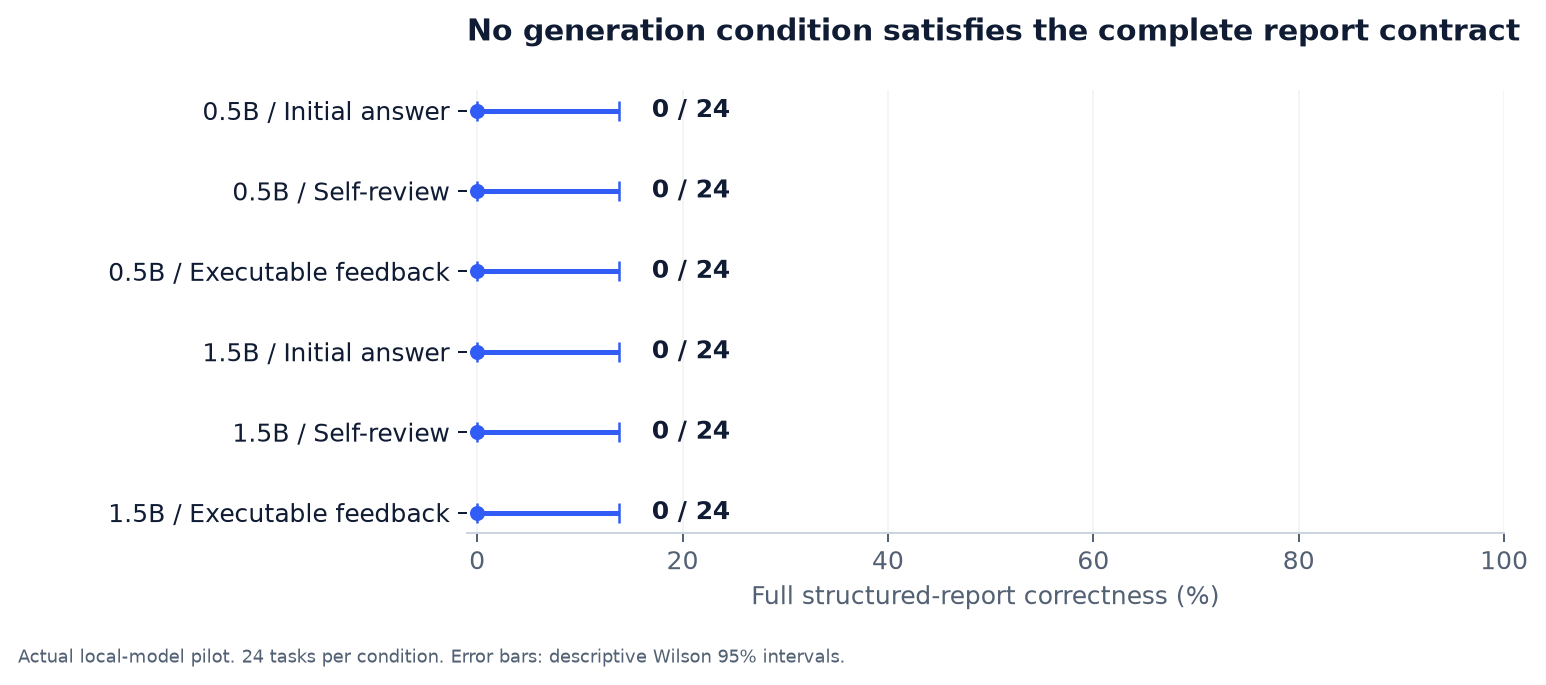 No generation condition satisfies the complete report contract
0.5B / Initial answer 0 / 24
0.5B / Self-review 0 / 24
0.5B / Executable feedback 0 / 24
1.5B / Initial answer 0 / 24
1.5B / Self-review 0 / 24
1.5B / Executable feedback 0 / 24
0 20 40 60 80 100
Full structured-report correctness (%)
Actual local-model pilot. 24 tasks per condition. Error bars: descriptive Wilson 95% intervals.